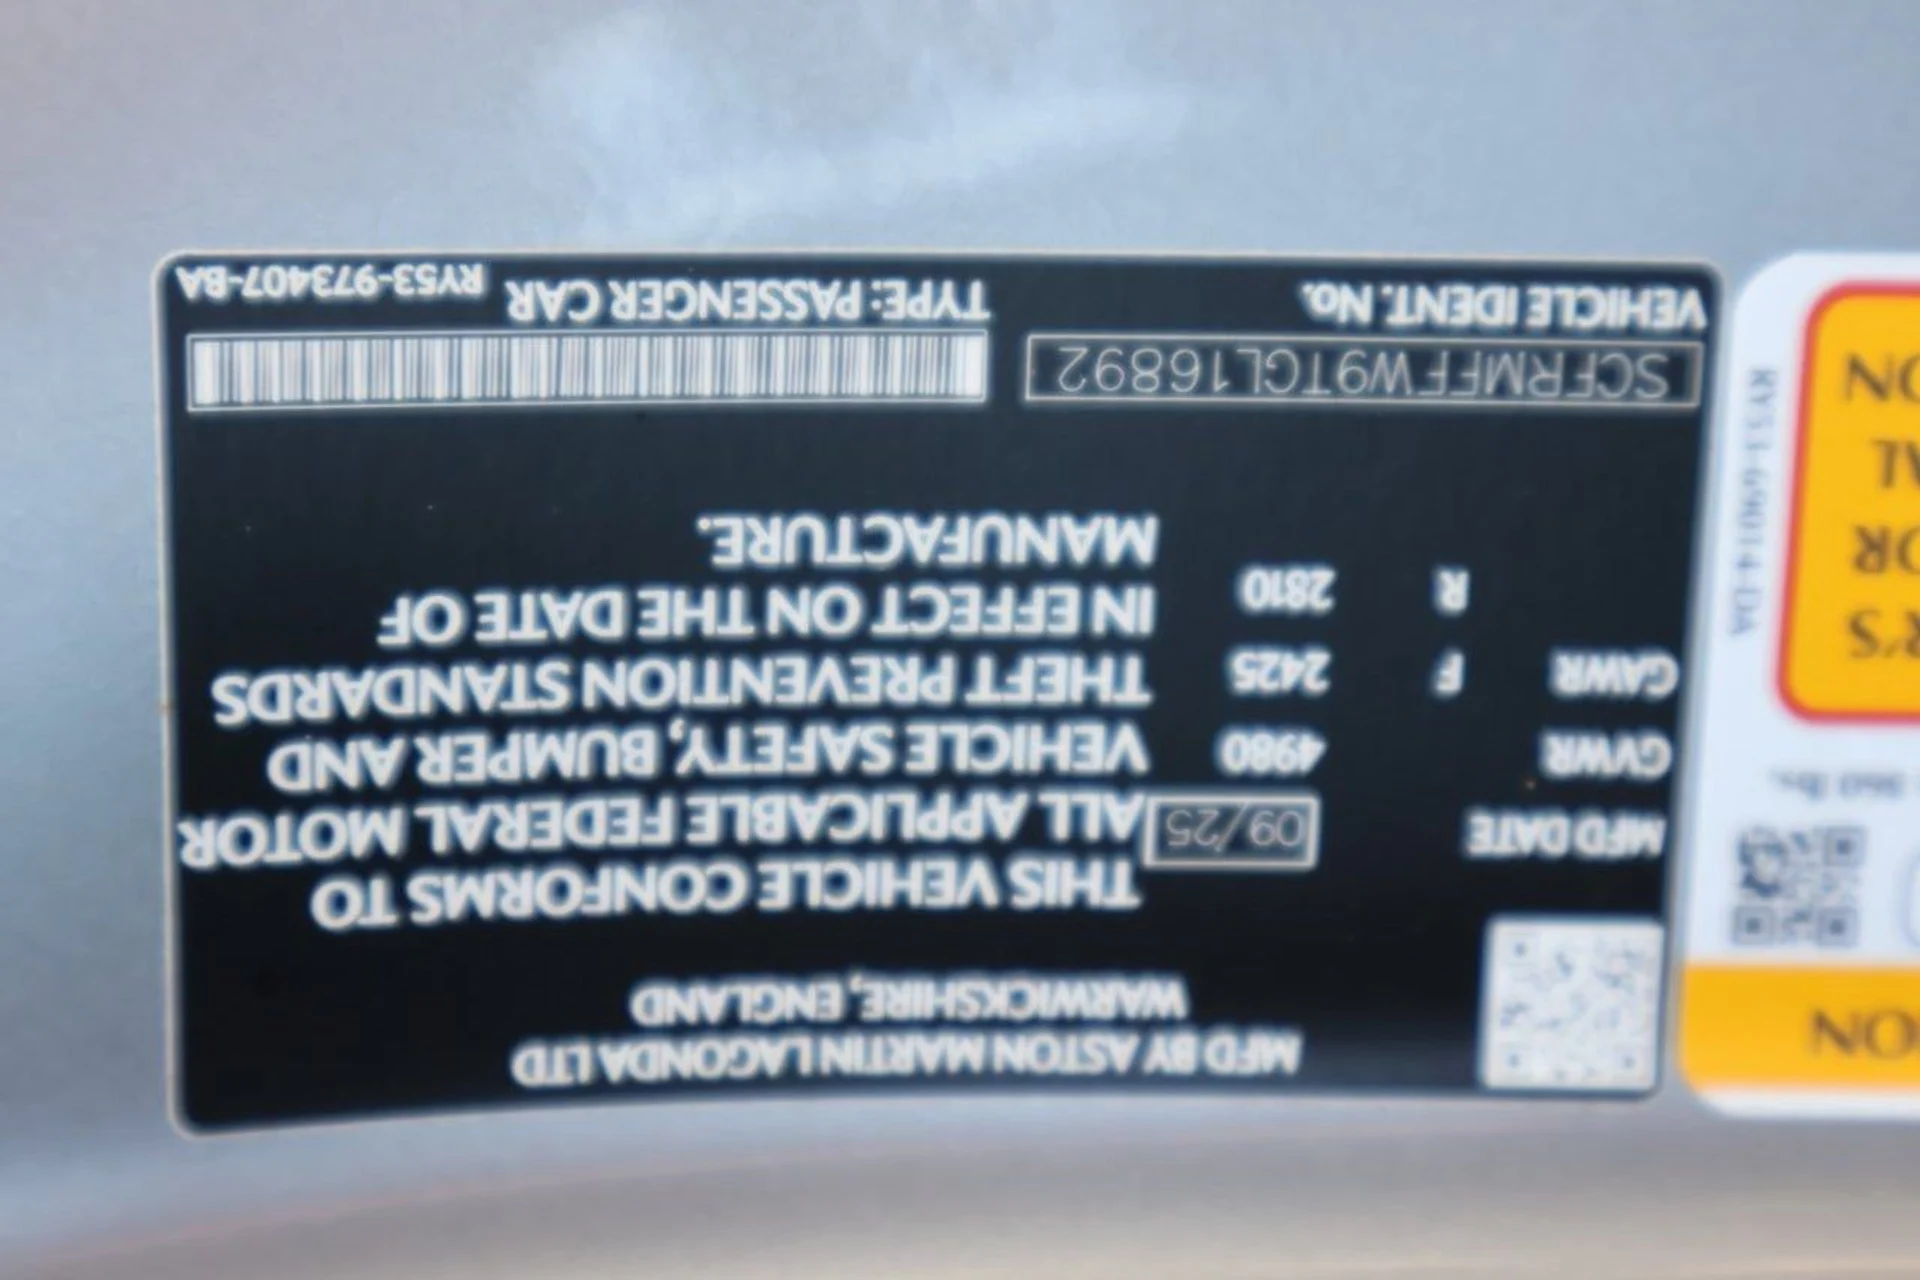 MFD BY ASTON MARTIN LAGONDA LTD
WARWICKSHIRE, ENGLAND
THIS VEHICLE CONFORMS TO
ALL APPLICABLE FEDERAL MOTOR
VEHICLE SAFETY, BUMPER AND
THEFT PREVENTION STANDARDS
IN EFFECT ON THE DATE OF
MANUFACTURE.
MFD DATE 09/25
GVWR 4980
GAWR F 2425
R 2810
SCFRMFFW9TGL16892
VEHICLE IDENT. No.
TYPE: PASSENGER CAR
RY53-973407-BA